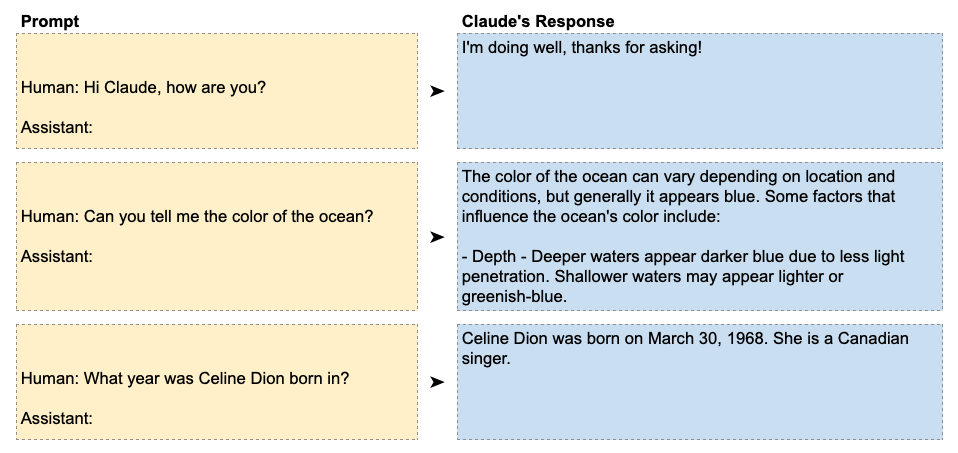 Prompt
Claude's Response
Human: Hi Claude, how are you?
Assistant:
I'm doing well, thanks for asking!
Human: Can you tell me the color of the ocean?
Assistant:
The color of the ocean can vary depending on location and
conditions, but generally it appears blue. Some factors that
influence the ocean's color include:
- Depth - Deeper waters appear darker blue due to less light
penetration. Shallower waters may appear lighter or
greenish-blue.
Human: What year was Celine Dion born in?
Assistant:
Celine Dion was born on March 30, 1968. She is a Canadian
singer.